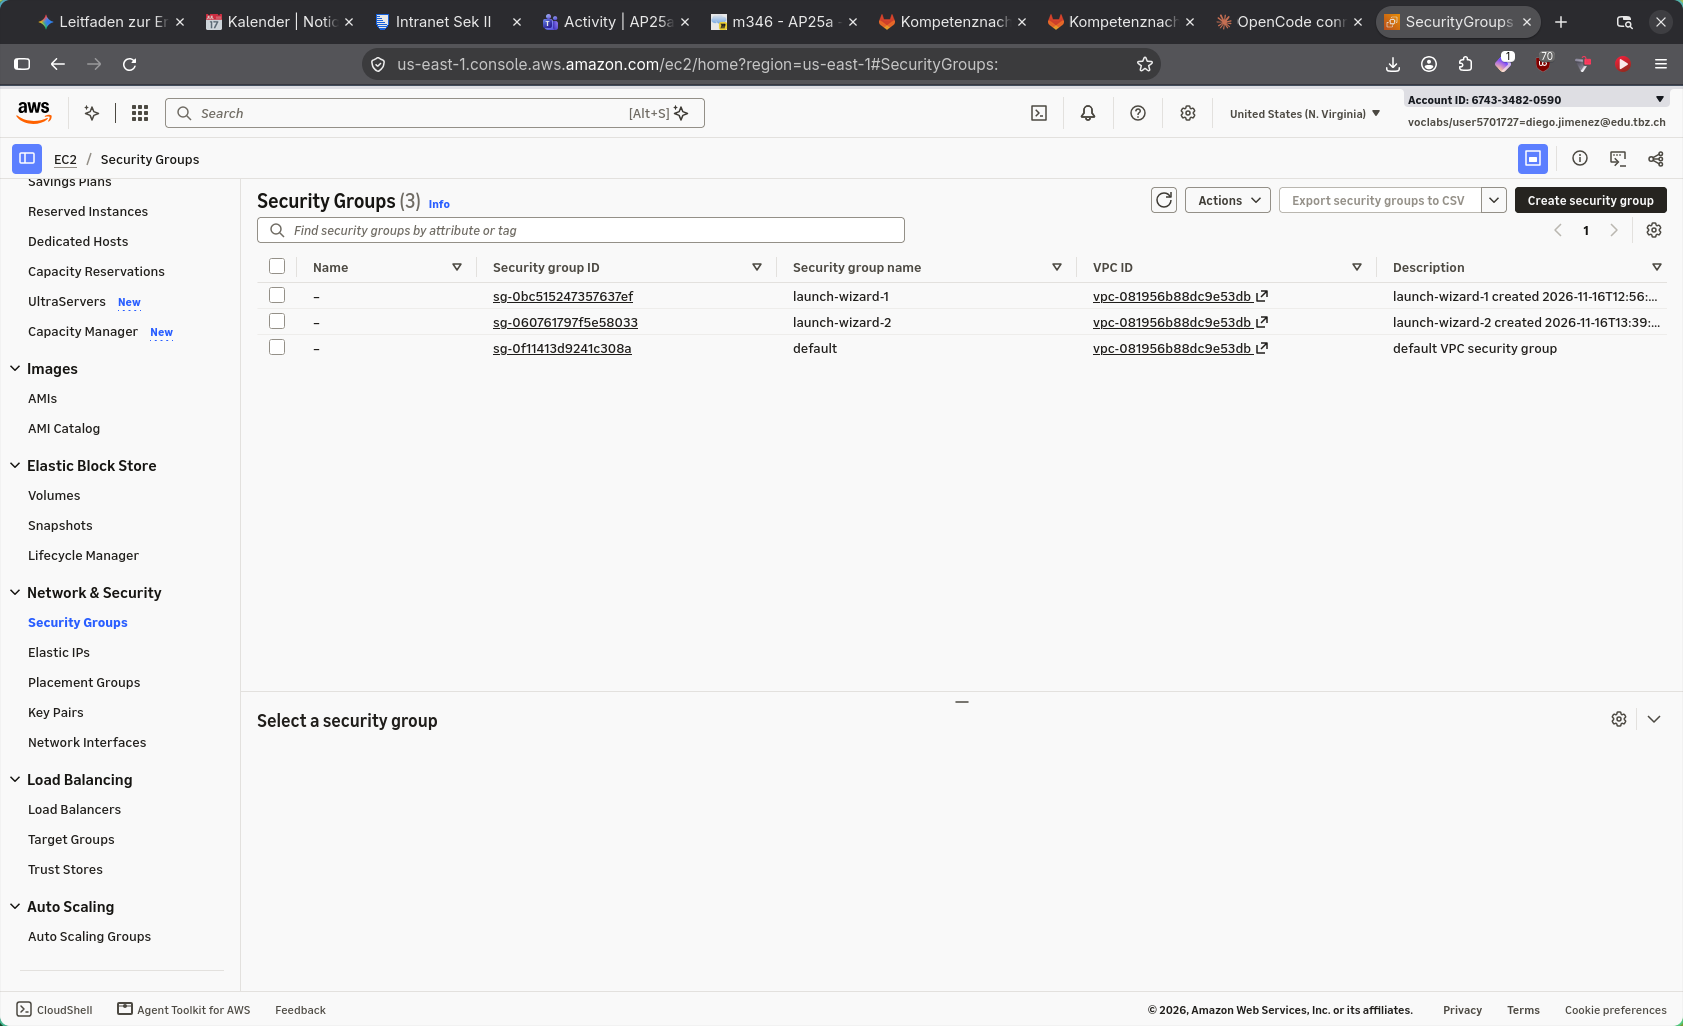 Leitfaden zur Er
Kalender | Notic
Intranet Sek II
Activity | AP25a
m346 - AP25a -
Kompetenznach
Kompetenznach
OpenCode conr
SecurityGroups
us-east-1.console.aws.amazon.com/ec2/home?region=us-east-1#SecurityGroups:
1
70
aws
Search
[Alt+S]
United States (N. Virginia)
Account ID: 6743-3482-0590
voclabs/user5701727=diego.jimenez@edu.tbz.ch
EC2 / Security Groups
Savings Plans
Reserved Instances
Dedicated Hosts
Capacity Reservations
UltraServers New
Capacity Manager New
Images
AMIs
AMI Catalog
Elastic Block Store
Volumes
Snapshots
Lifecycle Manager
Network & Security
Security Groups
Elastic IPs
Placement Groups
Key Pairs
Network Interfaces
Load Balancing
Load Balancers
Target Groups
Trust Stores
Auto Scaling
Auto Scaling Groups
Security Groups (3) Info
Actions
Export security groups to CSV
Create security group
Find security groups by attribute or tag
1
Name Security group ID Security group name VPC ID Description
– sg-0bc515247357637ef launch-wizard-1 vpc-081956b88dc9e53db launch-wizard-1 created 2026-11-16T12:56:...
– sg-060761797f5e58033 launch-wizard-2 vpc-081956b88dc9e53db launch-wizard-2 created 2026-11-16T13:39:...
– sg-0f11413d9241c308a default vpc-081956b88dc9e53db default VPC security group
Select a security group
CloudShell
Agent Toolkit for AWS
Feedback
© 2026, Amazon Web Services, Inc. or its affiliates.
Privacy
Terms
Cookie preferences